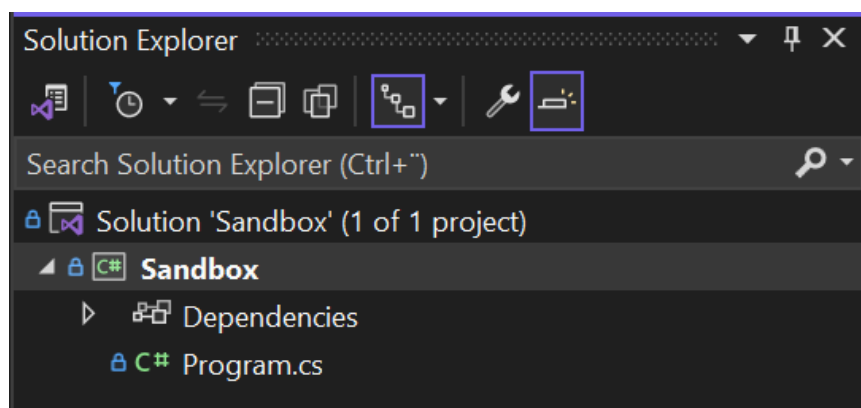 Solution Explorer
Search Solution Explorer (Ctrl+¨)
Solution 'Sandbox' (1 of 1 project)
C# Sandbox
Dependencies
C# Program.cs